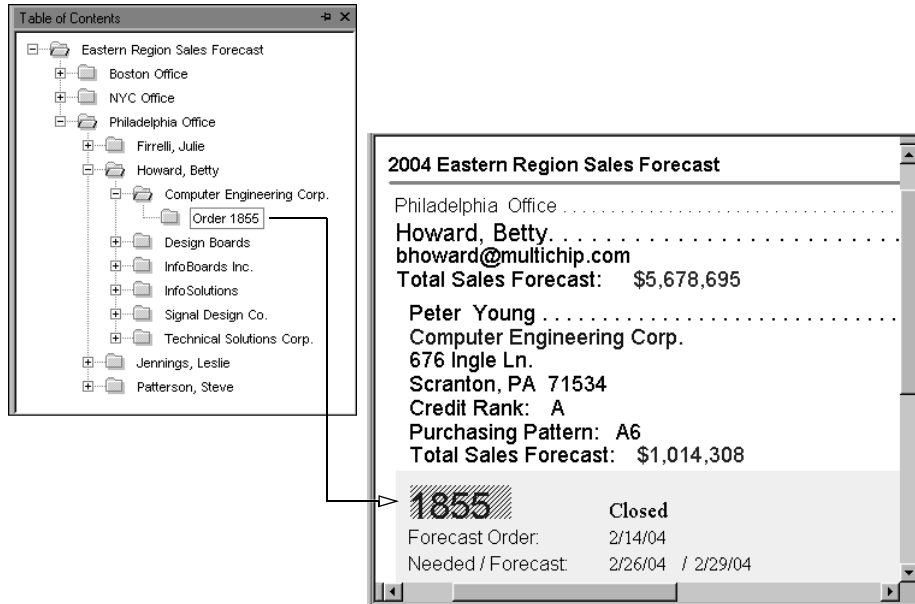 Table of Contents
Eastern Region Sales Forecast
Boston Office
NYC Office
Philadelphia Office
Firrelli, Julie
Howard, Betty
Computer Engineering Corp.
Order 1855
Design Boards
InfoBoards Inc.
InfoSolutions
Signal Design Co.
Technical Solutions Corp.
Jennings, Leslie
Patterson, Steve
2004 Eastern Region Sales Forecast
Philadelphia Office . . . . . . . . . . . . . . . . . . . . . . . . . . . . . . . . . . .
Howard, Betty. . . . . . . . . . . . . . . . . . . . . . . .
bhoward@multichip.com
Total Sales Forecast: $5,678,695
Peter Young . . . . . . . . . . . . . . . . . . . . . . . . . . . .
Computer Engineering Corp.
676 Ingle Ln.
Scranton, PA 71534
Credit Rank: A
Purchasing Pattern: A6
Total Sales Forecast: $1,014,308
1855 Closed
Forecast Order: 2/14/04
Needed / Forecast: 2/26/04 / 2/29/04